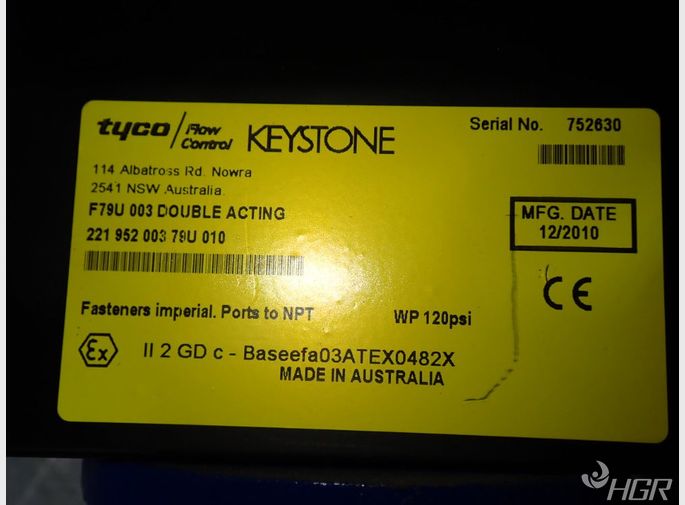 tyco / Flow Control KEYSTONE
Serial No. 752630
114 Albatross Rd. Nowra
2541 NSW Australia.
F79U 003 DOUBLE ACTING
221 952 003 79U 010
MFG. DATE
12/2010
CE
Fasteners imperial. Ports to NPT WP 120psi
Ex II 2 GD c - Baseefa03ATEX0482X
MADE IN AUSTRALIA
HGR